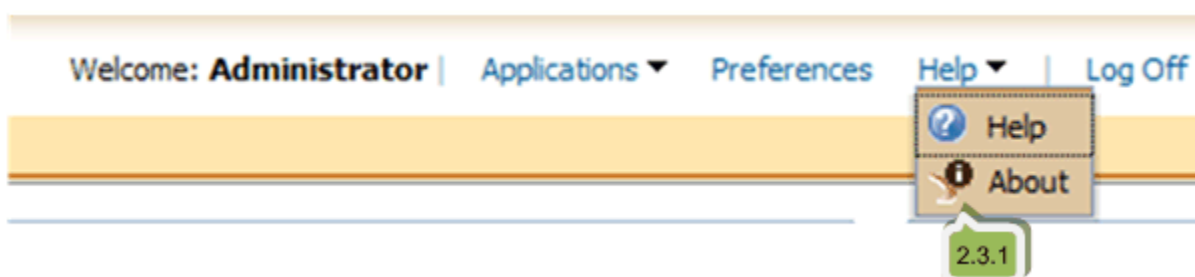 Welcome: Administrator | Applications ▼ Preferences Help ▼ | Log Off
Help
About
2.3.1